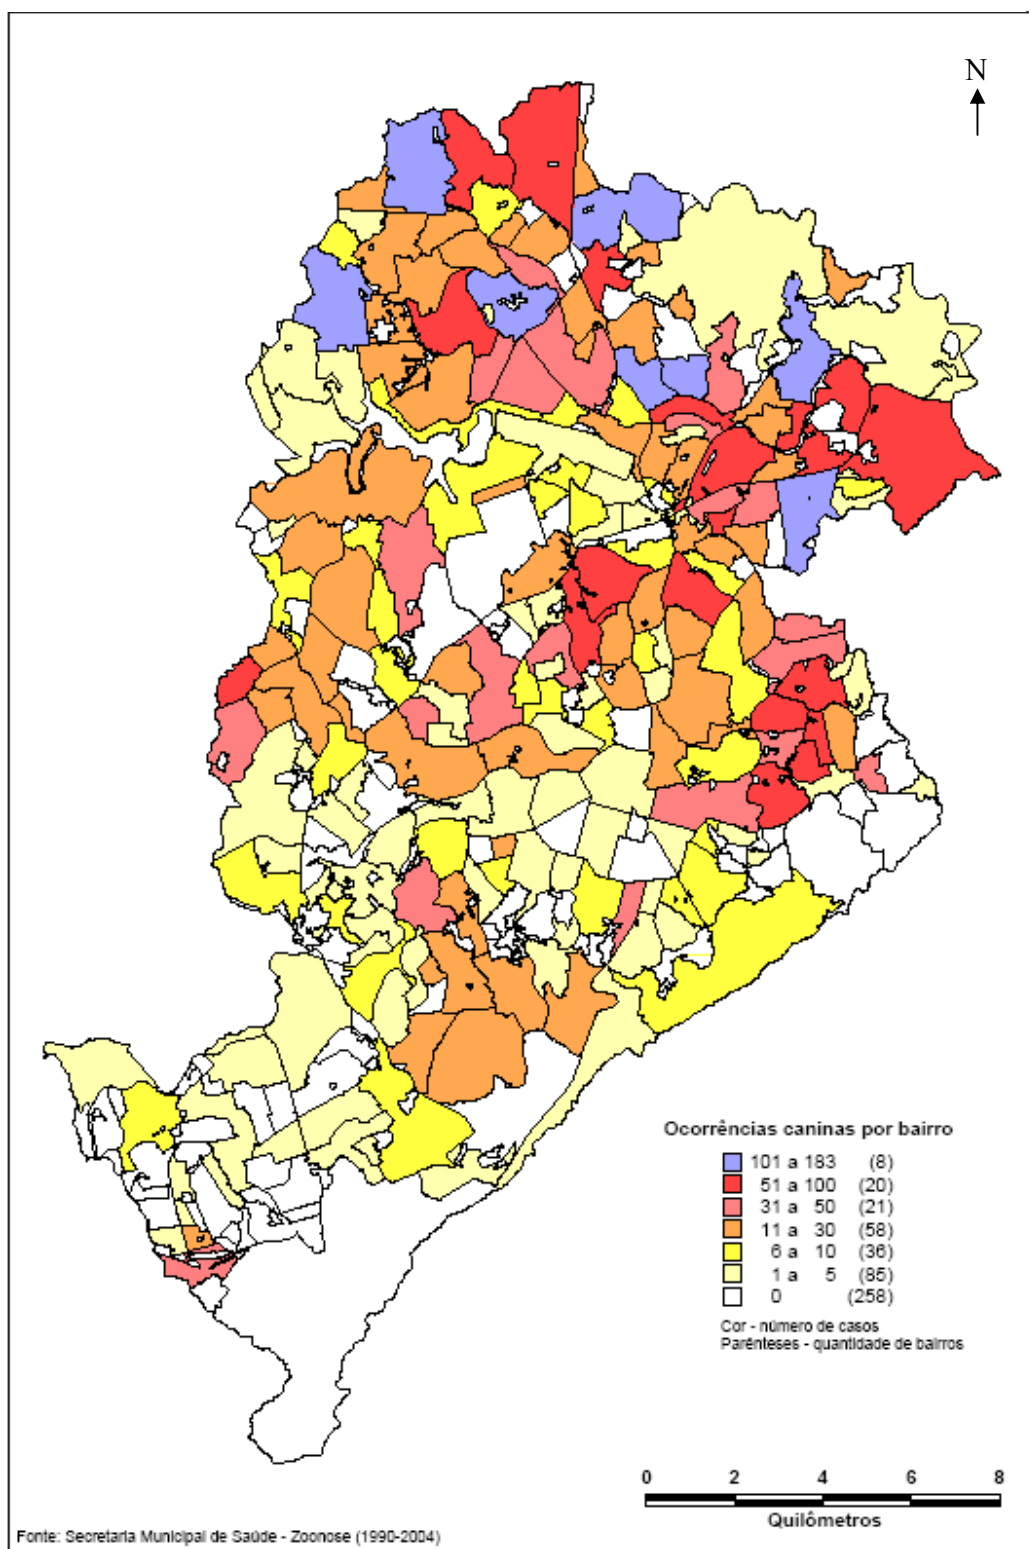 N
Ocorrências caninas por bairro
101 a 183 (8)
51 a 100 (20)
31 a 50 (21)
11 a 30 (58)
6 a 10 (36)
1 a 5 (85)
0 (258)
Cor - número de casos
Parênteses - quantidade de bairros
0 2 4 6 8
Quilômetros
Fonte: Secretaria Municipal de Saúde - Zoonose (1990-2004)